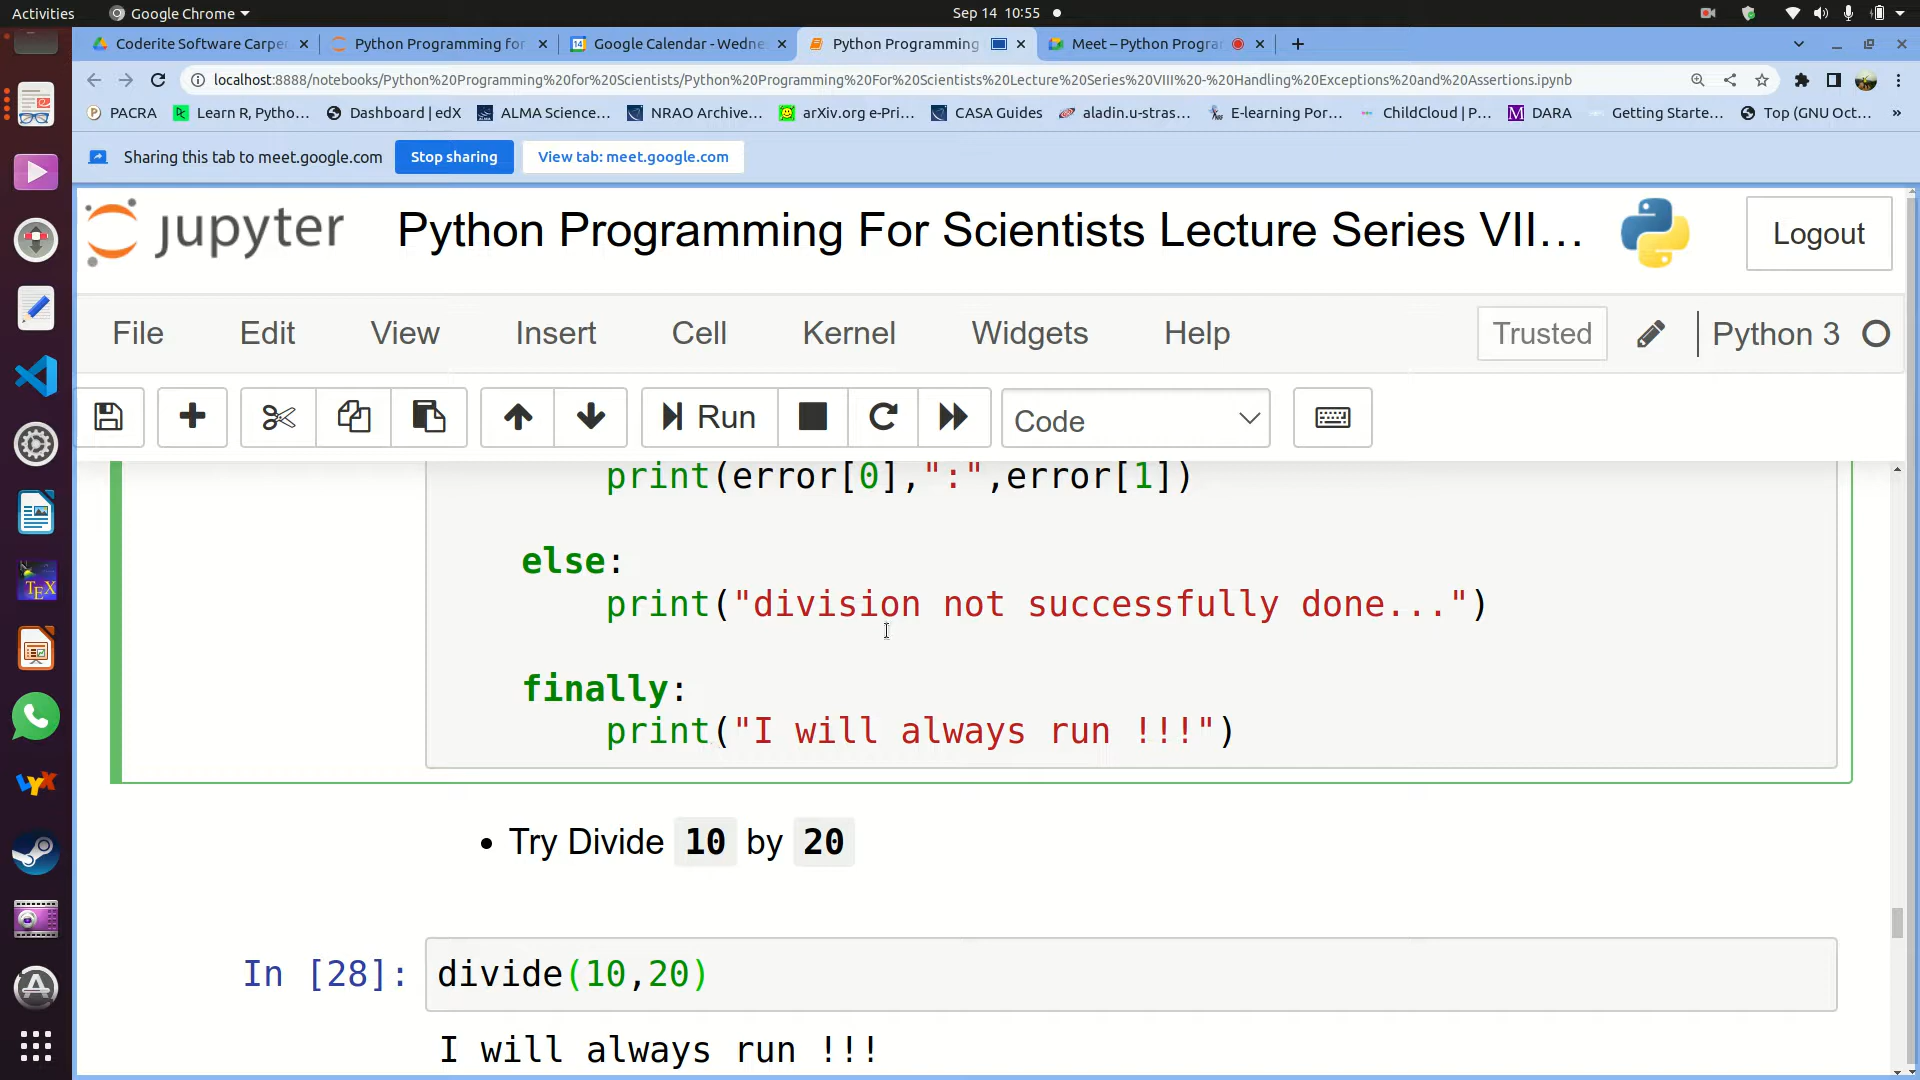 Activities
Google Chrome
Sep 14 10:55
Coderite Software Carpe
Python Programming for
Google Calendar - Wedne
Python Programming
Meet – Python Progra
localhost:8888/notebooks/Python%20Programming%20for%20Scientists/Python%20Programming%20For%20Scientists%20Lecture%20Series%20VIII%20-%20Handling%20Exceptions%20and%20Assertions.ipynb
PACRA
Learn R, Pytho...
Dashboard | edX
ALMA Science...
NRAO Archive...
arXiv.org e-Pri...
CASA Guides
aladin.u-stras...
E-learning Por...
ChildCloud | P...
DARA
Getting Starte...
Top (GNU Oct...
»
Sharing this tab to meet.google.com
Stop sharing
View tab: meet.google.com
jupyter
Python Programming For Scientists Lecture Series VII...
Logout
File
Edit
View
Insert
Cell
Kernel
Widgets
Help
Trusted
Python 3
Run
Code
print(error[0],":",error[1])
else:
print("division not successfully done...")
finally:
print("I will always run !!!")
• Try Divide 10 by 20
In [28]: divide(10,20)
I will always run !!!
TEX
LYX